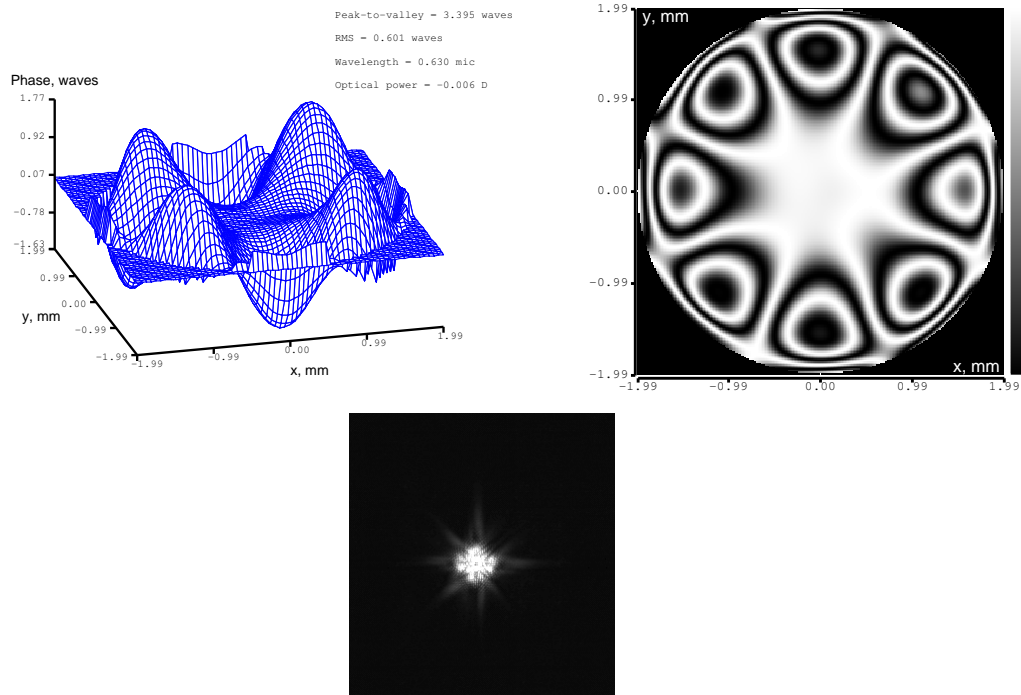 Peak-to-valley = 3.395 waves
RMS = 0.601 waves
Wavelength = 0.630 mic
Optical power = -0.006 D
Phase, waves
1.77
0.92
0.07
-0.78
-1.63
1.99
0.99
0.00
y, mm
-0.99
-1.99
-1.99
-0.99
0.00
0.99
1.99
x, mm
1.99
y, mm
0.99
0.00
-0.99
-1.99
x, mm
-1.99
-0.99
0.00
0.99
1.99